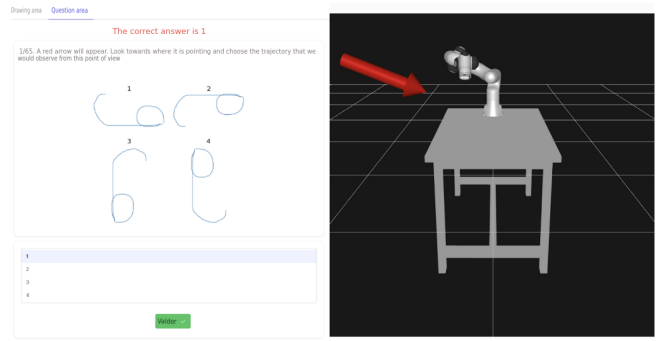 Drawing area Question area
The correct answer is 1
1/65. A red arrow will appear. Look towards where it is pointing and choose the trajectory that we
would observe from this point of view
1 2
3 4
1
2
3
4
Velder